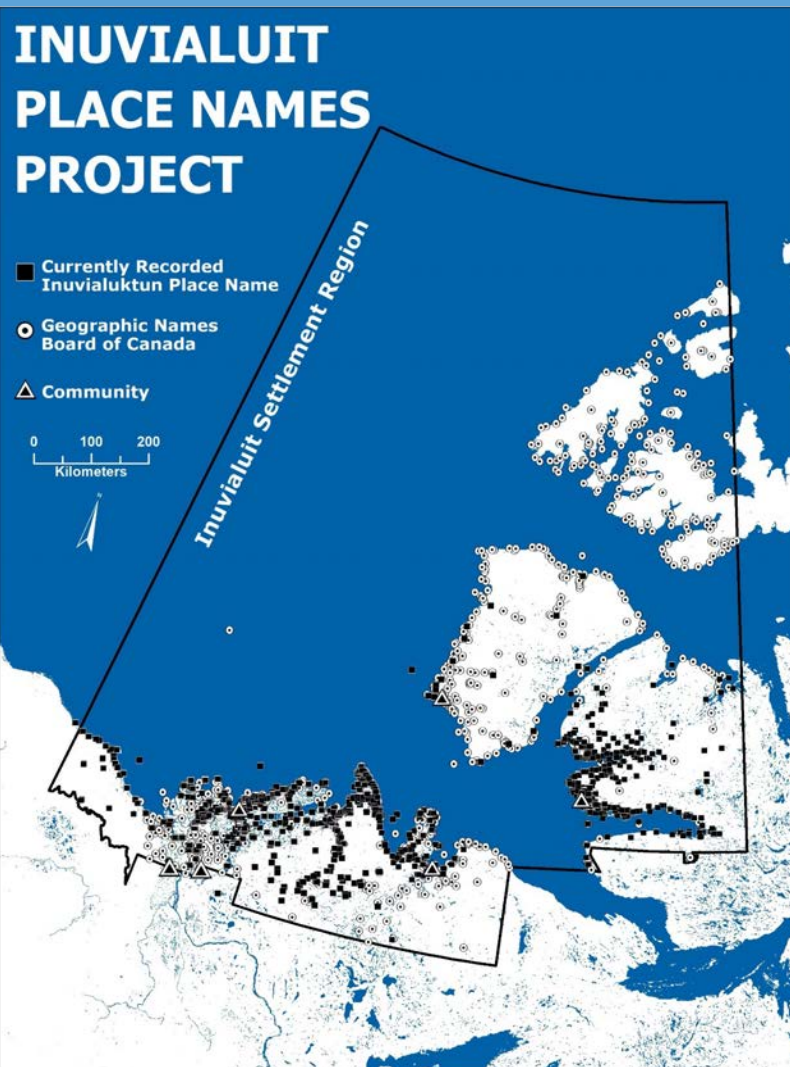 INUVIALUIT
PLACE NAMES
PROJECT
Currently Recorded
Inuvialuktun Place Name
Geographic Names
Board of Canada
Community
0 100 200
Kilometers
N
Inuvialuit Settlement Region